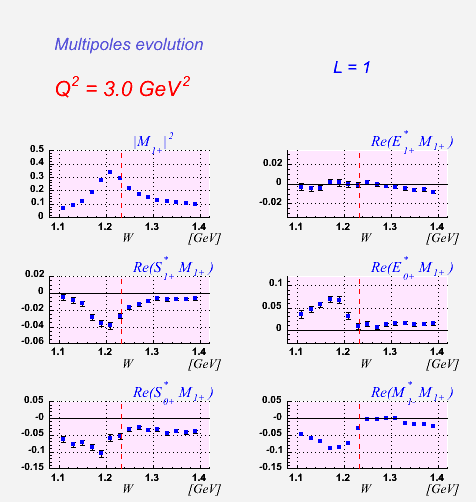 Multipoles evolution
L = 1
Q² = 3.0 GeV²
|M₁₊|²
0.5
0.4
0.3
0.2
0.1
0
1.1 1.2 1.3 1.4
W [GeV]
Re(E*₁₊ M₁₊)
0.02
0
-0.02
1.1 1.2 1.3 1.4
W [GeV]
Re(S*₁₊ M₁₊)
0.02
0
-0.02
-0.04
-0.06
1.1 1.2 1.3 1.4
W [GeV]
Re(E*₀₊ M₁₊)
0.1
0.05
0
1.1 1.2 1.3 1.4
W [GeV]
Re(S*₀₊ M₁₊)
0.05
-0
-0.05
-0.1
-0.15
1.1 1.2 1.3 1.4
W [GeV]
Re(M*₁₋ M₁₊)
0.05
-0
-0.05
-0.1
-0.15
1.1 1.2 1.3 1.4
W [GeV]